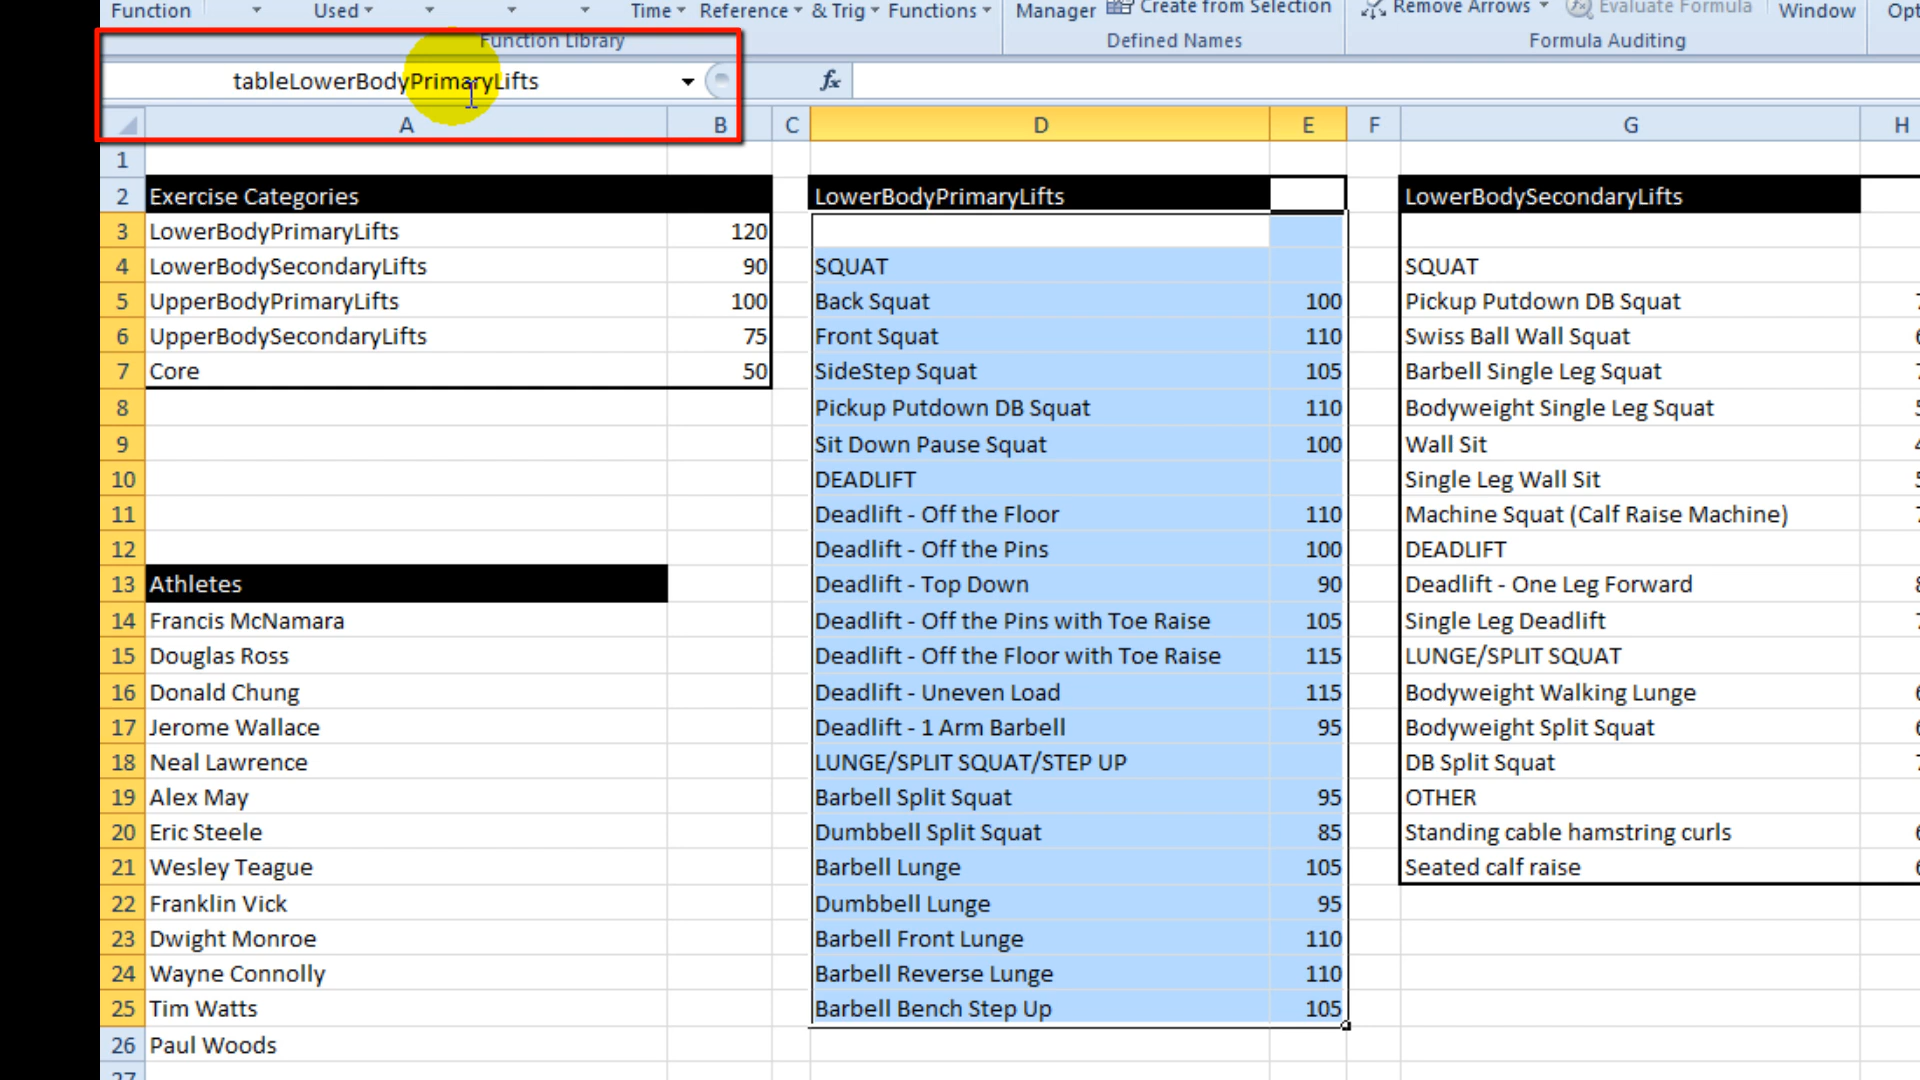 Function Used Time Reference & Trig Functions Manager Create from Selection Remove Arrows Evaluate Formula Window
Function Library Defined Names Formula Auditing
tableLowerBodyPrimaryLifts fx
A B C D E F G H
1
2 Exercise Categories LowerBodyPrimaryLifts LowerBodySecondaryLifts
3 LowerBodyPrimaryLifts 120
4 LowerBodySecondaryLifts 90 SQUAT SQUAT
5 UpperBodyPrimaryLifts 100 Back Squat 100 Pickup Putdown DB Squat
6 UpperBodySecondaryLifts 75 Front Squat 110 Swiss Ball Wall Squat
7 Core 50 SideStep Squat 105 Barbell Single Leg Squat
8 Pickup Putdown DB Squat 110 Bodyweight Single Leg Squat
9 Sit Down Pause Squat 100 Wall Sit
10 DEADLIFT Single Leg Wall Sit
11 Deadlift - Off the Floor 110 Machine Squat (Calf Raise Machine)
12 Deadlift - Off the Pins 100 DEADLIFT
13 Athletes Deadlift - Top Down 90 Deadlift - One Leg Forward
14 Francis McNamara Deadlift - Off the Pins with Toe Raise 105 Single Leg Deadlift
15 Douglas Ross Deadlift - Off the Floor with Toe Raise 115 LUNGE/SPLIT SQUAT
16 Donald Chung Deadlift - Uneven Load 115 Bodyweight Walking Lunge
17 Jerome Wallace Deadlift - 1 Arm Barbell 95 Bodyweight Split Squat
18 Neal Lawrence LUNGE/SPLIT SQUAT/STEP UP DB Split Squat
19 Alex May Barbell Split Squat 95 OTHER
20 Eric Steele Dumbbell Split Squat 85 Standing cable hamstring curls
21 Wesley Teague Barbell Lunge 105 Seated calf raise
22 Franklin Vick Dumbbell Lunge 95
23 Dwight Monroe Barbell Front Lunge 110
24 Wayne Connolly Barbell Reverse Lunge 110
25 Tim Watts Barbell Bench Step Up 105
26 Paul Woods
27